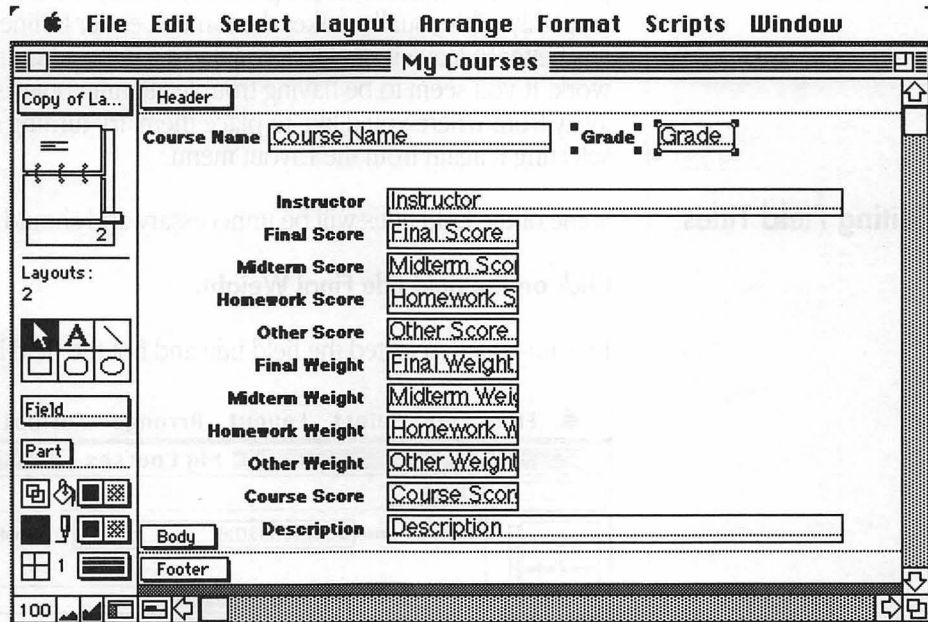 File Edit Select Layout Arrange Format Scripts Window
My Courses
Copy of La... Header
Course Name Course Name Grade Grade
Instructor Instructor
2 Final Score Final Score
Layouts: Midterm Score Midterm Scor
2 Homework Score Homework S
A Other Score Other Score
Final Weight Final Weight
Field Midterm Weight Midterm Weig
Part Homework Weight Homework W
Other Weight Other Weight
Course Score Course Scor
Body Description Description
1 Footer
100